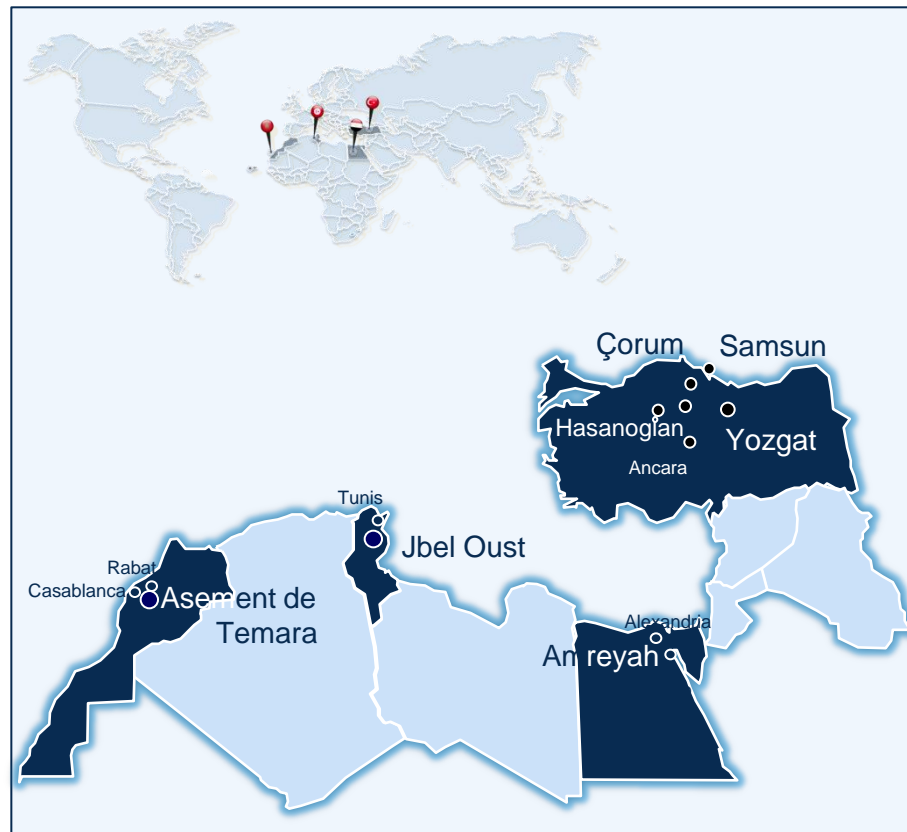 Çorum
Samsun
Hasanoglan
Yozgat
Ancara
Tunis
Jbel Oust
Rabat
Casablanca
Asement de
Temara
Alexandria
Amreyah